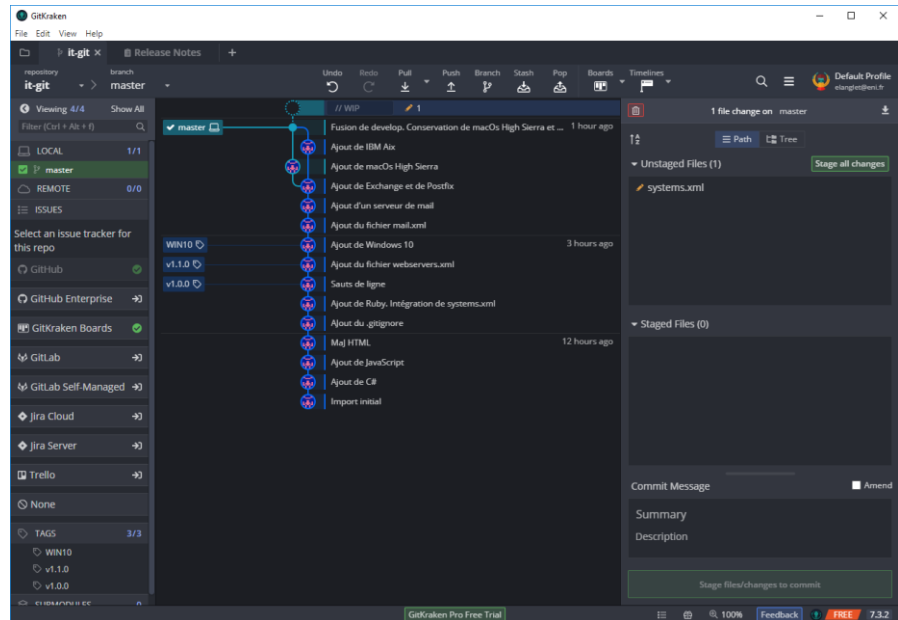 GitKraken
File Edit View Help
it-git ×
Release Notes
+
repository
it-git
branch
master
Undo
Redo
Pull
Push
Branch
Stash
Pop
Boards
Timelines
Default Profile
elanglet@eni.fr
Viewing 4/4
Show All
Filter (Ctrl + Alt + f)
LOCAL 1/1
master
REMOTE 0/0
ISSUES
Select an issue tracker for
this repo
GitHub
GitHub Enterprise
GitKraken Boards
GitLab
GitLab Self-Managed
Jira Cloud
Jira Server
Trello
None
TAGS 3/3
WIN10
v1.1.0
v1.0.0
SUBMODULES 0
// WIP 1
master
Fusion de develop. Conservation de macOs High Sierra et ... 1 hour ago
Ajout de IBM Aix
Ajout de macOs High Sierra
Ajout de Exchange et de Postfix
Ajout d'un serveur de mail
Ajout du fichier mail.xml
WIN10 Ajout de Windows 10 3 hours ago
v1.1.0 Ajout du fichier webservers.xml
v1.0.0 Sauts de ligne
Ajout de Ruby. Intégration de systems.xml
Ajout du .gitignore
MaJ HTML 12 hours ago
Ajout de JavaScript
Ajout de C#
Import initial
1 file change on master
Path
Tree
Unstaged Files (1)
Stage all changes
systems.xml
Staged Files (0)
Commit Message
Amend
Summary
Description
Stage files/changes to commit
GitKraken Pro Free Trial
100%
Feedback
FREE
7.3.2